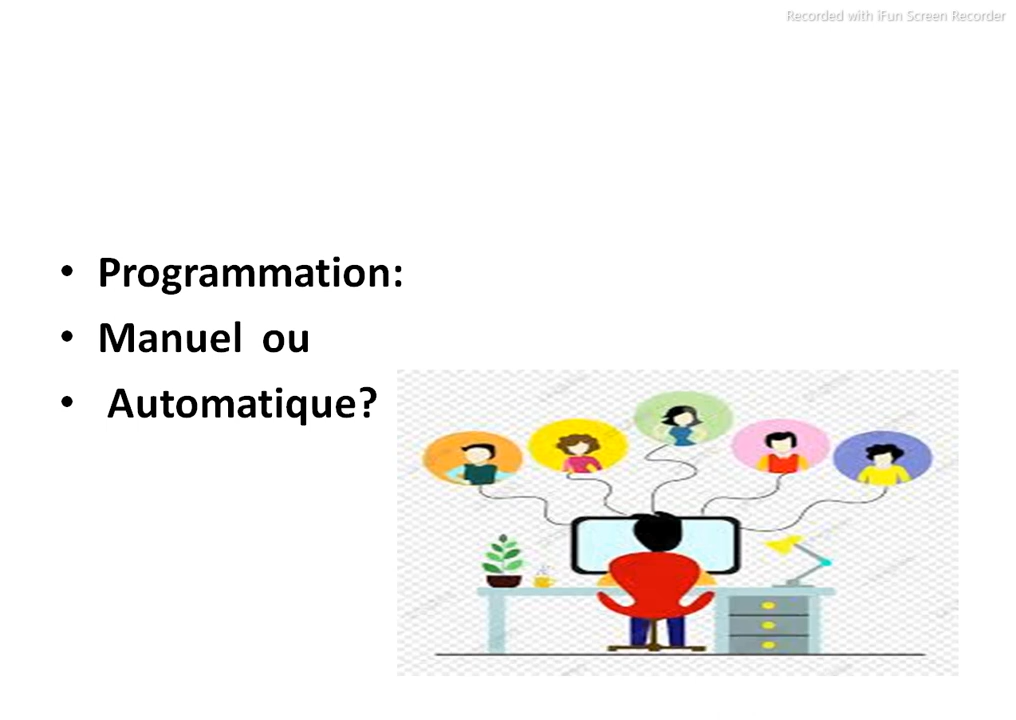 Recorded with iFun Screen Recorder
• Programmation:
• Manuel ou
• Automatique?